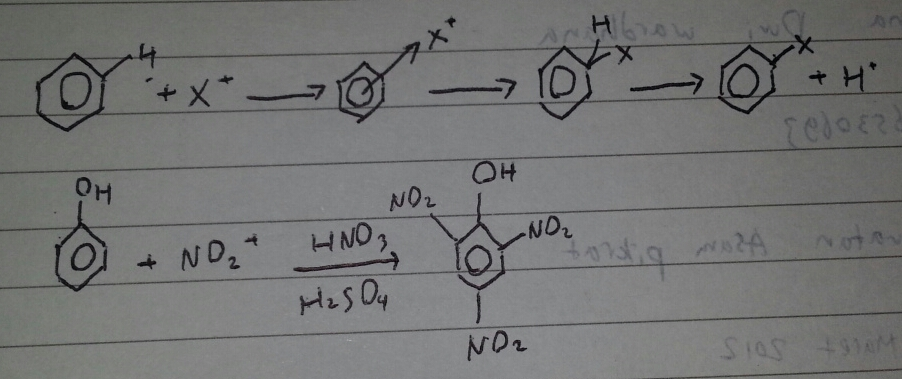 H + X+ → X+ → H X → X + H+
OH + NO2+ HNO3 H2SO4 → OH NO2 NO2 NO2